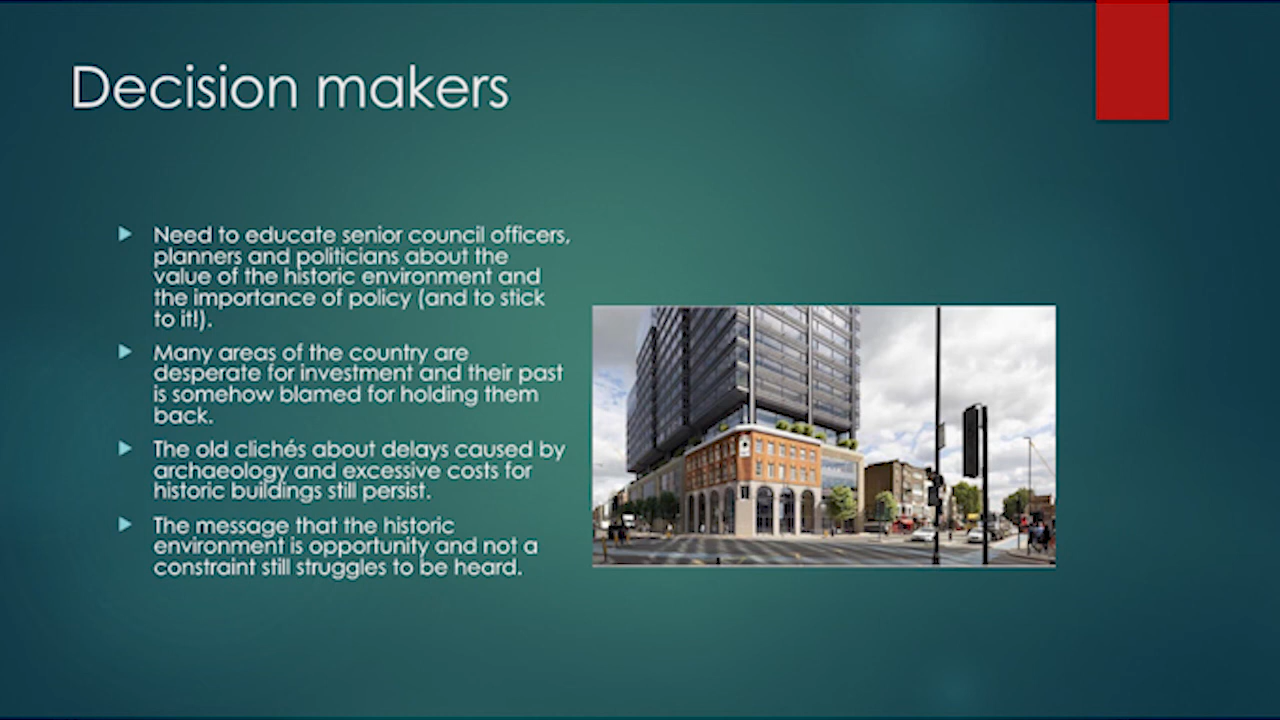 Decision makers
Need to educate senior council officers,
planners and politicians about the
value of the historic environment and
the importance of policy (and to stick
to it!).
Many areas of the country are
desperate for investment and their past
is somehow blamed for holding them
back.
The old clichés about delays caused by
archaeology and excessive costs for
historic buildings still persist.
The message that the historic
environment is opportunity and not a
constraint still struggles to be heard.